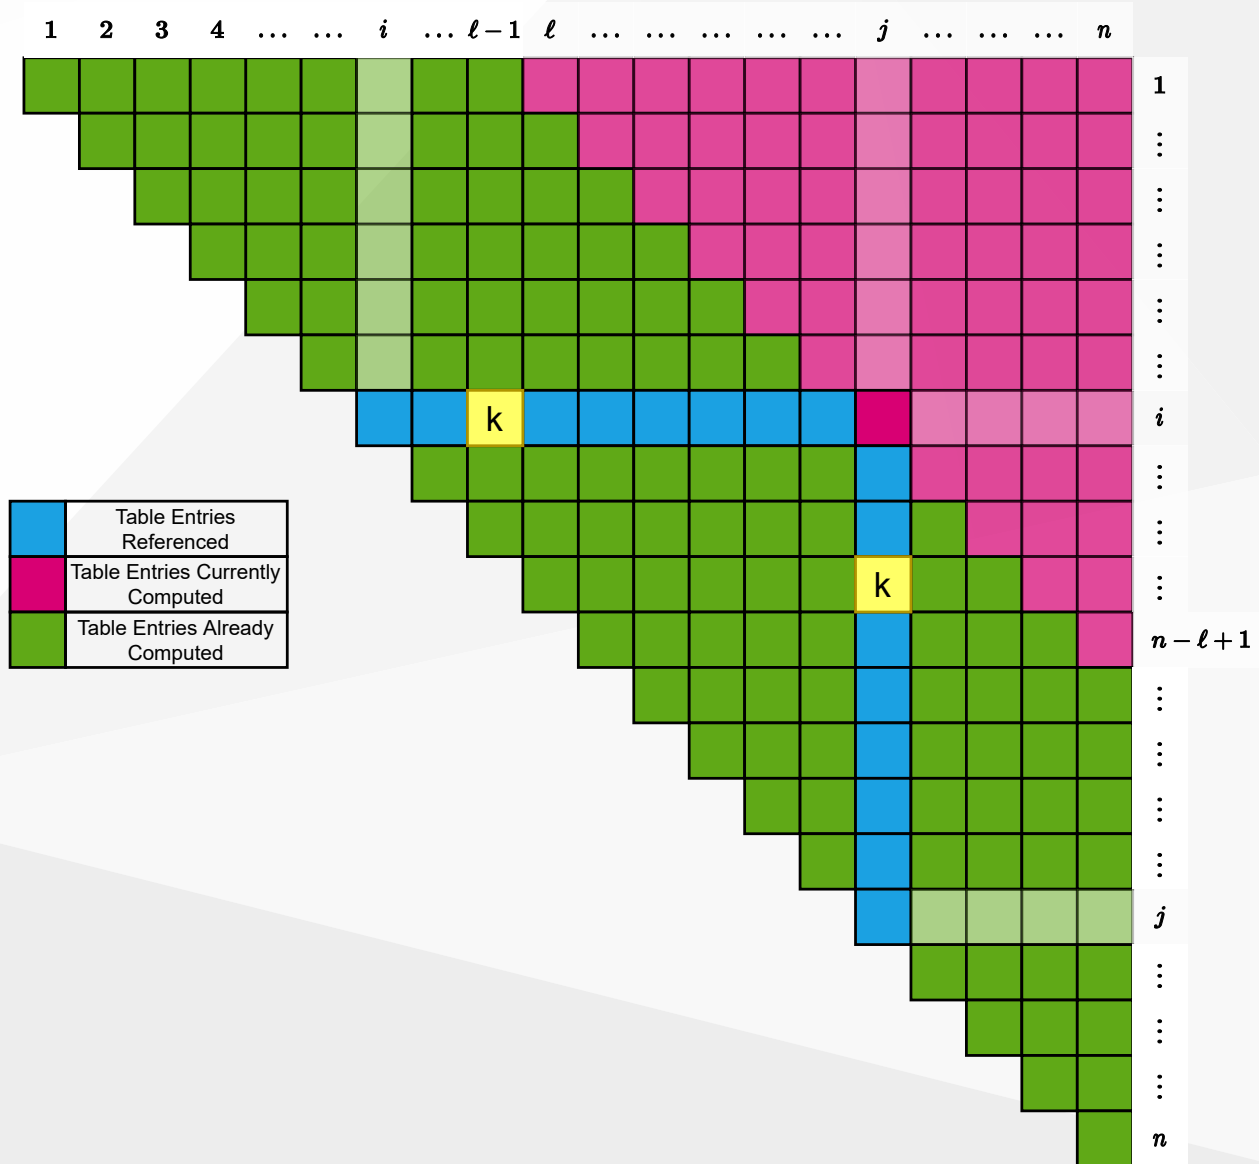 1 2 3 4 ... ... i ... ℓ − 1 ℓ ... ... ... ... ... j ... ... ... n
1
⋮
⋮
⋮
⋮
⋮
k
i
⋮
⋮
k
⋮
n − ℓ + 1
⋮
⋮
⋮
⋮
j
⋮
⋮
⋮
n
Table Entries
Referenced
Table Entries Currently
Computed
Table Entries Already
Computed